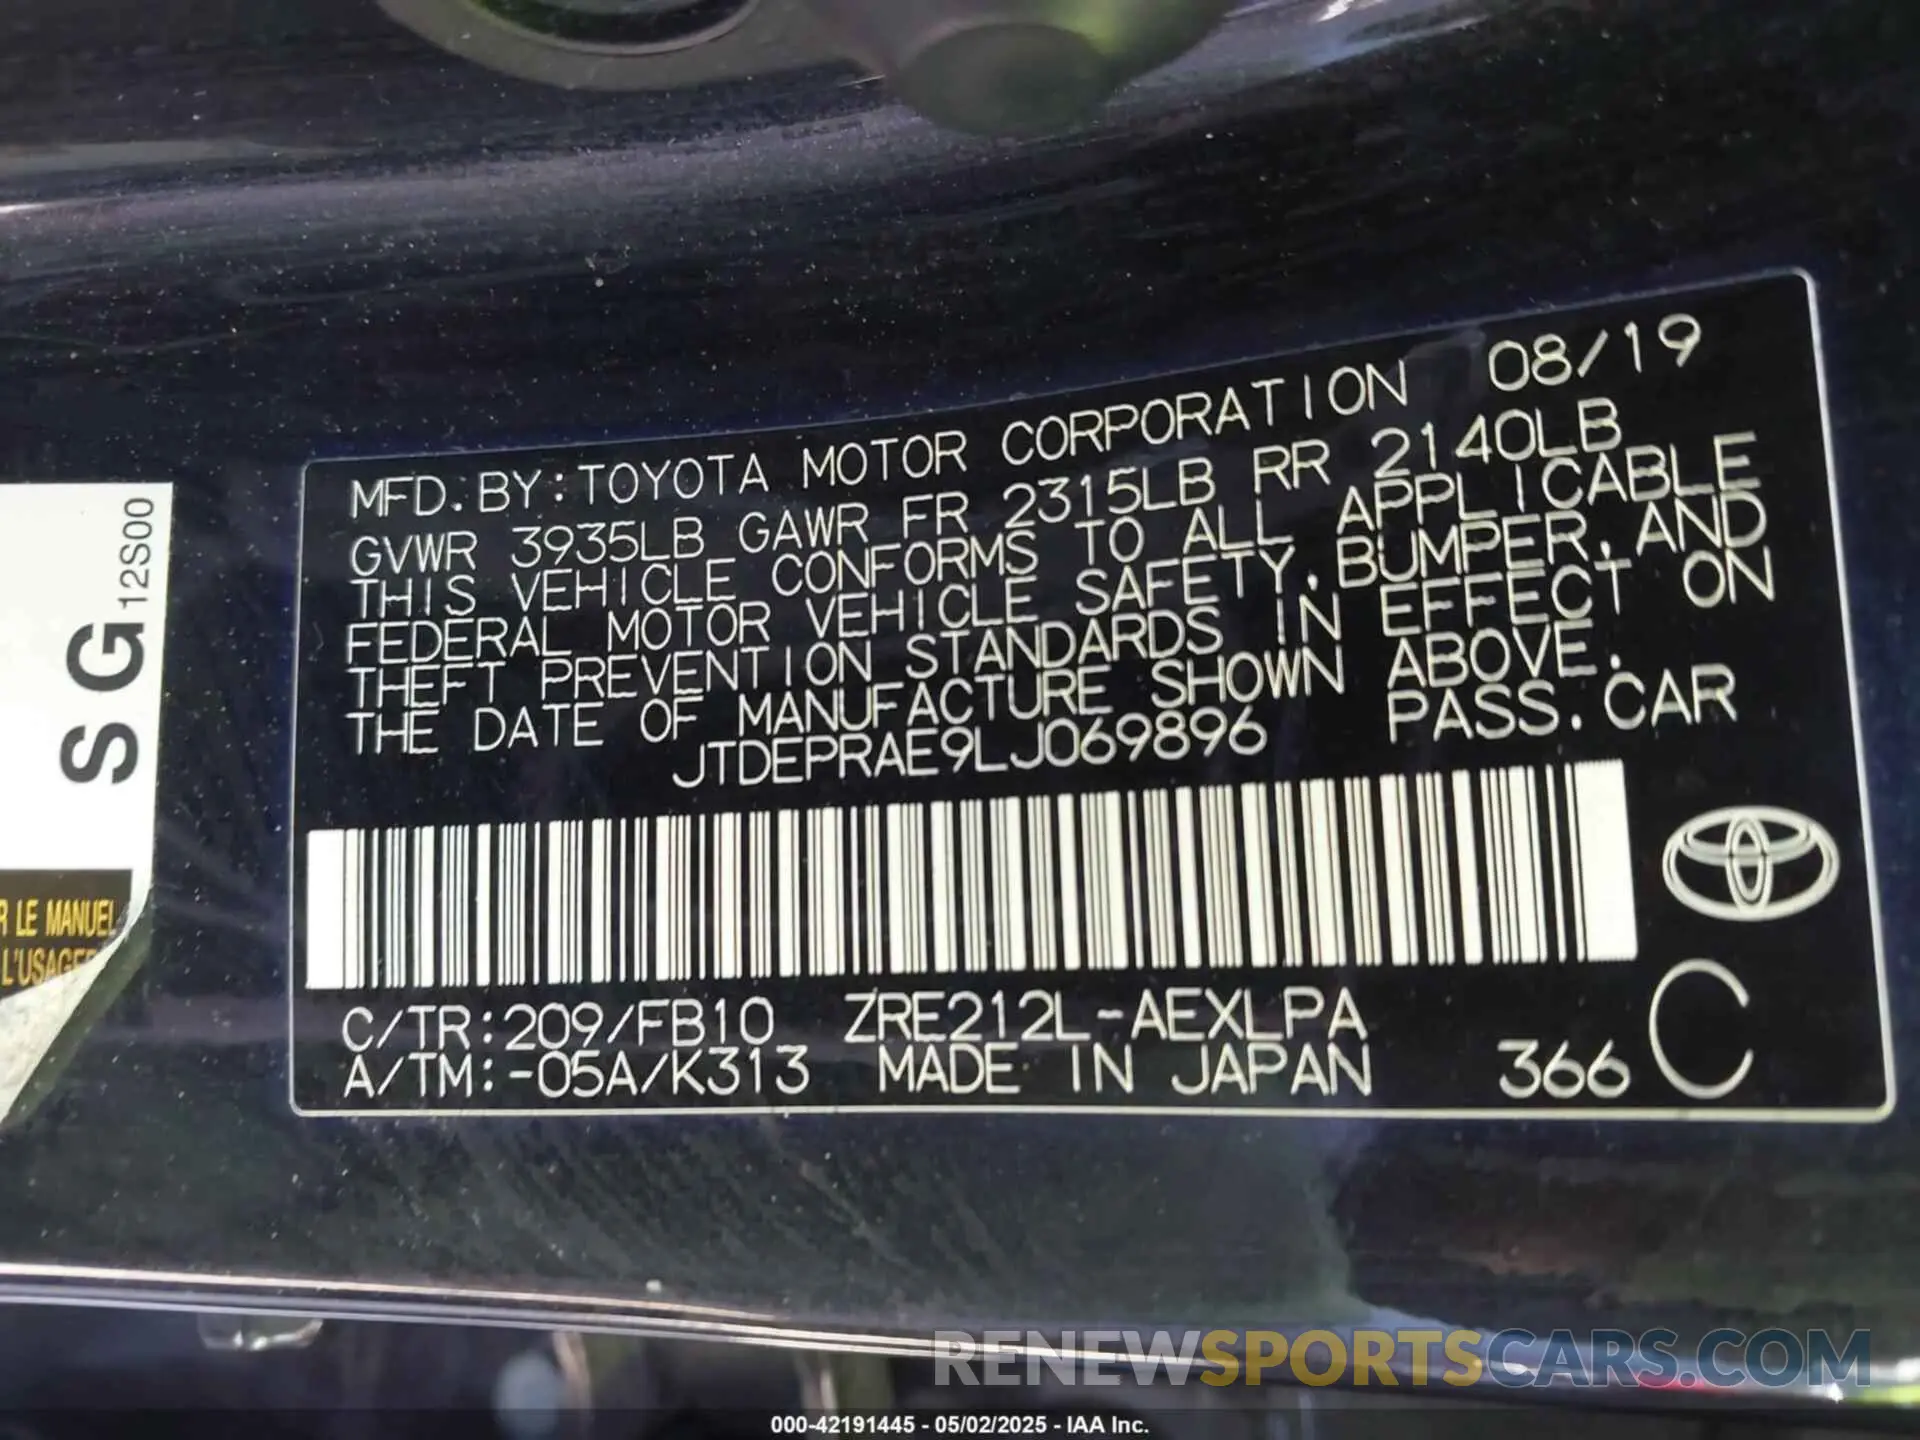 MFD. BY: TOYOTA MOTOR CORPORATION 08/19
GVWR 3935LB GAWR FR 2315LB RR 2140LB
THIS VEHICLE CONFORMS TO ALL APPLICABLE
FEDERAL MOTOR VEHICLE SAFETY, BUMPER, AND
THEFT PREVENTION STANDARDS IN EFFECT ON
THE DATE OF MANUFACTURE SHOWN ABOVE.
JTDEPRAE9LJ069896 PASS. CAR
C/TR: 209/FB10 ZRE212L-AEXLPA
A/TM: -05A/K313 MADE IN JAPAN 366 C
SG 12S00
R LE MANUEL
L'USAGER
RENEWSPORTSCARS.COM
000-42191445 - 05/02/2025 - IAA Inc.